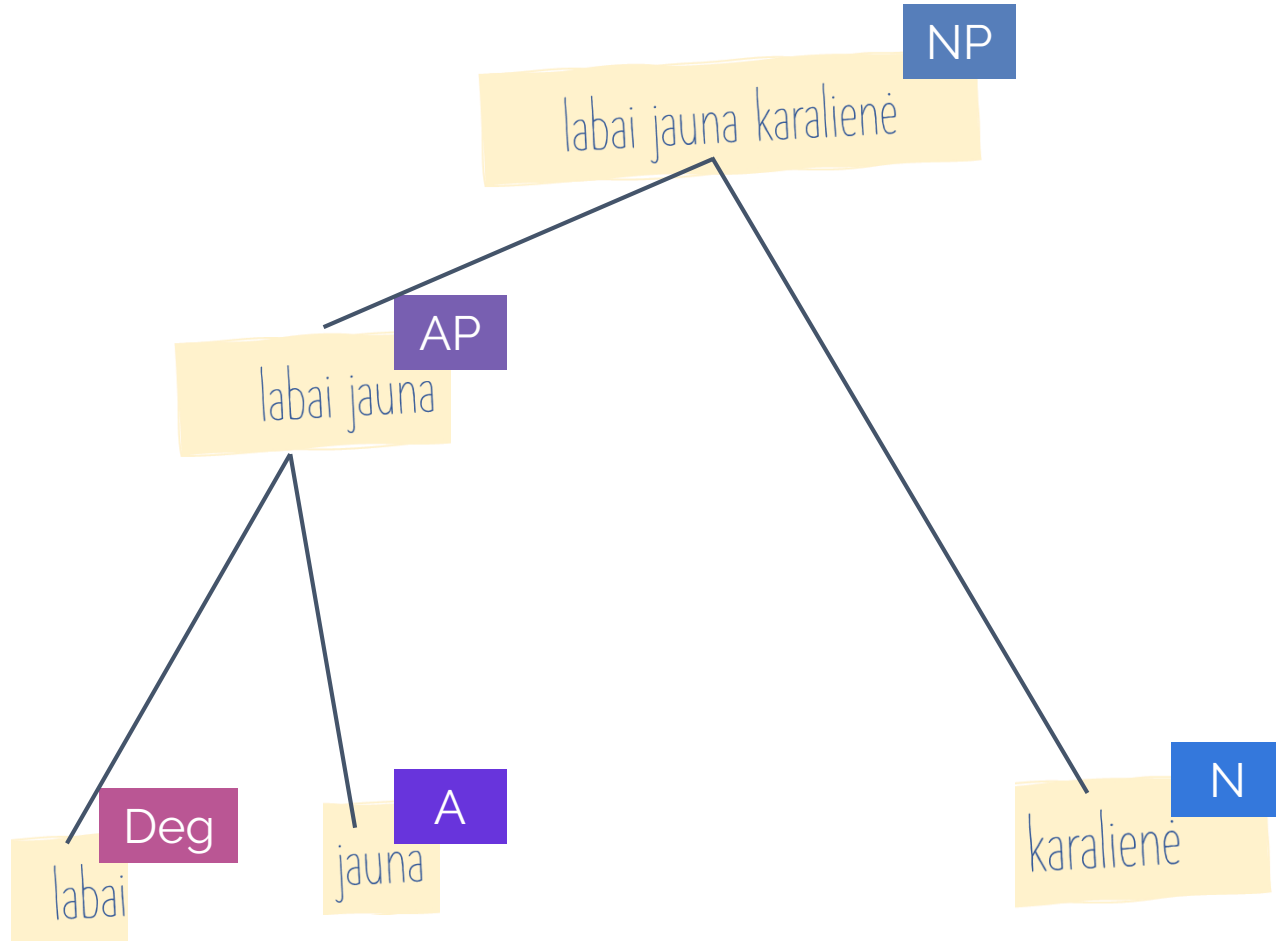 NP
labai jauna karalienė
AP
labai jauna
Deg
labai
A
jauna
N
karalienė